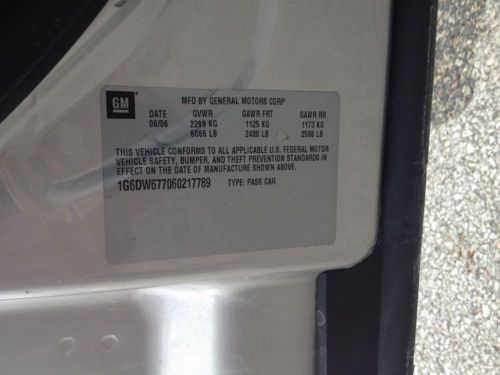 GM
MFD BY GENERAL MOTORS CORP
DATE GVWR GAWR FRT GAWR RR
06/06 2298 KG 1125 KG 1173 KG
5066 LB 2480 LB 2586 LB
THIS VEHICLE CONFORMS TO ALL APPLICABLE U.S. FEDERAL MOTOR
VEHICLE SAFETY, BUMPER, AND THEFT PREVENTION STANDARDS IN
EFFECT ON THE DATE OF MANUFACTURE SHOWN ABOVE.
1G6DW677060217789 TYPE: PASS CAR